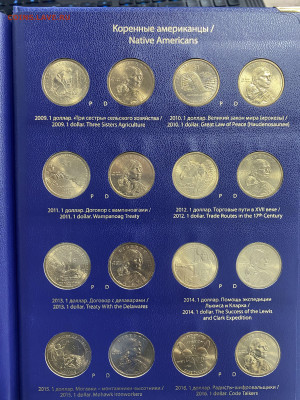 Коренные американцы /
Native Americans
P D P D
2009. 1 доллар. «Три сестры» сельского хозяйства /
2009. 1 dollar. Three Sisters Agriculture
2010. 1 доллар. Великий закон мира (ирокезы) /
2010. 1 dollar. Great Law of Peace (Haudenosaunee)
P D P D
2011. 1 доллар. Договор с вампоноагами /
2011. 1 dollar. Wampanoag Treaty
2012. 1 доллар. Торговые пути в XVII веке /
2012. 1 dollar. Trade Routes in the 17th Century
P D P D
2013. 1 доллар. Договор с делаварами /
2013. 1 dollar. Treaty With the Delawares
2014. 1 доллар. Помощь экспедиции
Льюиса и Кларка /
2014. 1 dollar. The Success of the Lewis
and Clark Expedition
P D P D
2015. 1 доллар. Мохавки – монтажники-высотники /
2015. 1 dollar. Mohawk Ironworkers
2016. 1 доллар. Радисты-шифровальщики /
2016. 1 dollar. Code Talkers